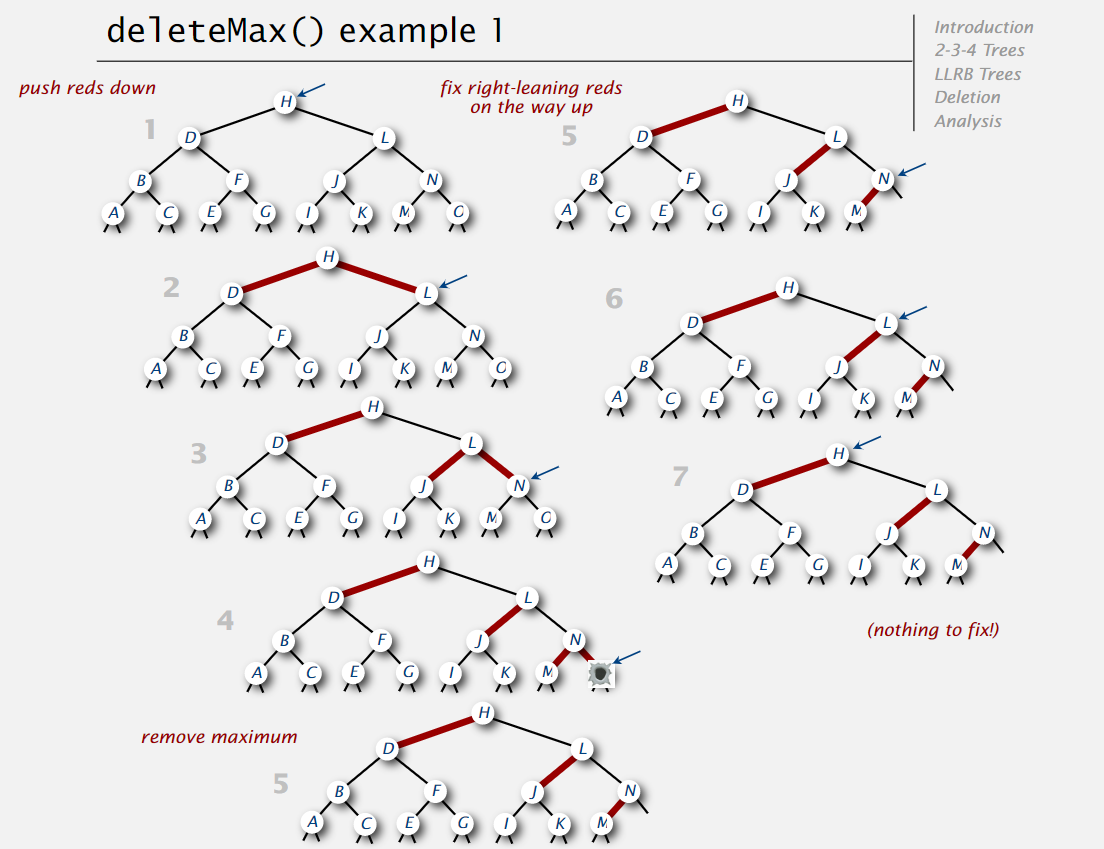 deleteMax() example 1
Introduction
2-3-4 Trees
LLRB Trees
Deletion
Analysis
push reds down
1
H
D L
B F J N
A C E G I K M O
2
H
D L
B F J N
A C E G I K M O
3
H
D L
B F J N
A C E G I K M O
4
H
D L
B F J N
A C E G I K M
remove maximum
5
H
D L
B F J N
A C E G I K M
fix right-leaning reds
on the way up
5
H
D L
B F J N
A C E G I K M
6
H
D L
B F J N
A C E G I K M
7
H
D L
B F J N
A C E G I K M
(nothing to fix!)